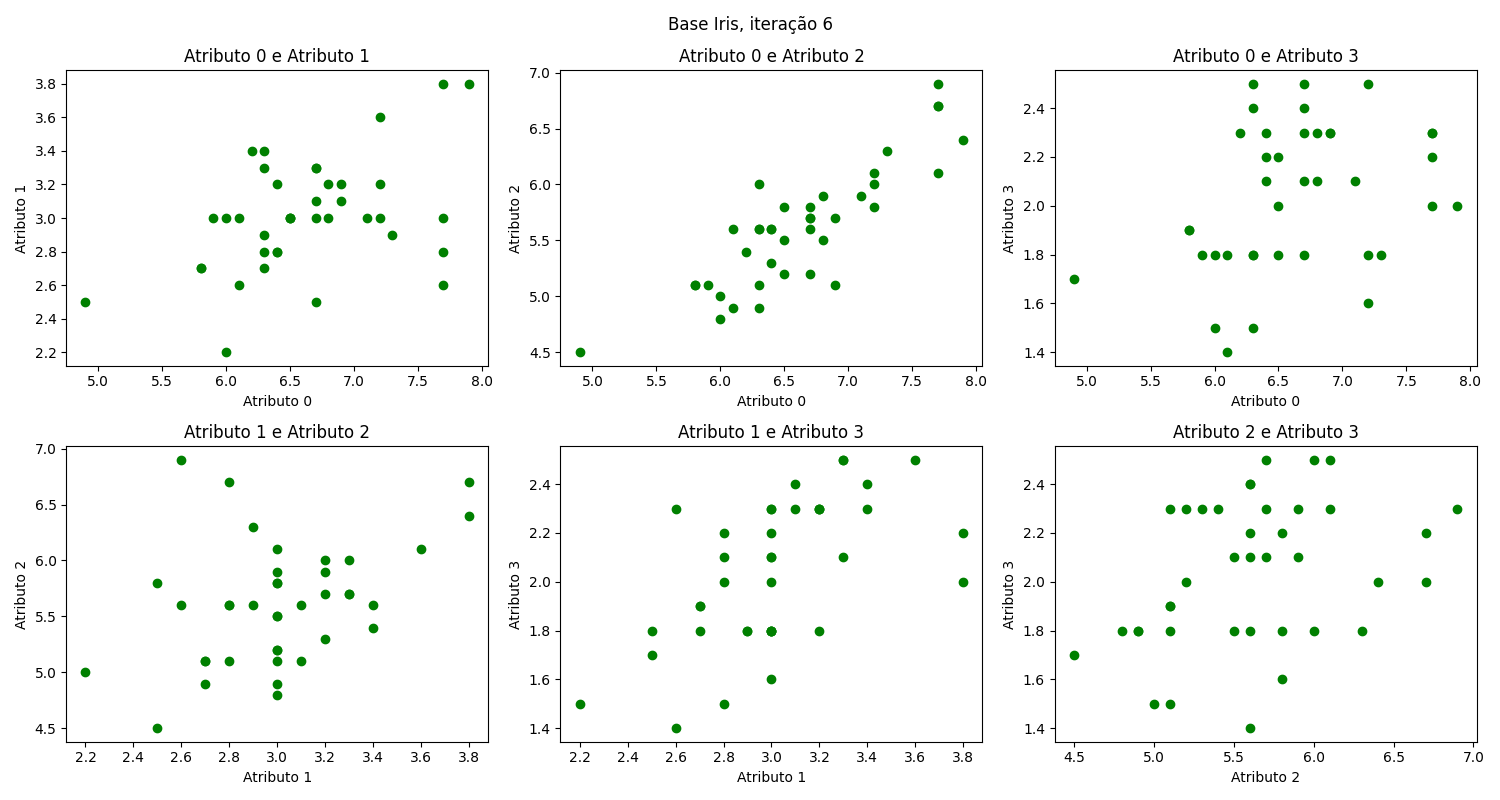 Base Iris, iteração 6
Atributo 0 e Atributo 1
Atributo 1
3.8
3.6
3.4
3.2
3.0
2.8
2.6
2.4
2.2
5.0 5.5 6.0 6.5 7.0 7.5 8.0
Atributo 0
Atributo 0 e Atributo 2
Atributo 2
7.0
6.5
6.0
5.5
5.0
4.5
5.0 5.5 6.0 6.5 7.0 7.5 8.0
Atributo 0
Atributo 0 e Atributo 3
Atributo 3
2.4
2.2
2.0
1.8
1.6
1.4
5.0 5.5 6.0 6.5 7.0 7.5 8.0
Atributo 0
Atributo 1 e Atributo 2
Atributo 2
7.0
6.5
6.0
5.5
5.0
4.5
2.2 2.4 2.6 2.8 3.0 3.2 3.4 3.6 3.8
Atributo 1
Atributo 1 e Atributo 3
Atributo 3
2.4
2.2
2.0
1.8
1.6
1.4
2.2 2.4 2.6 2.8 3.0 3.2 3.4 3.6 3.8
Atributo 1
Atributo 2 e Atributo 3
Atributo 3
2.4
2.2
2.0
1.8
1.6
1.4
4.5 5.0 5.5 6.0 6.5 7.0
Atributo 2